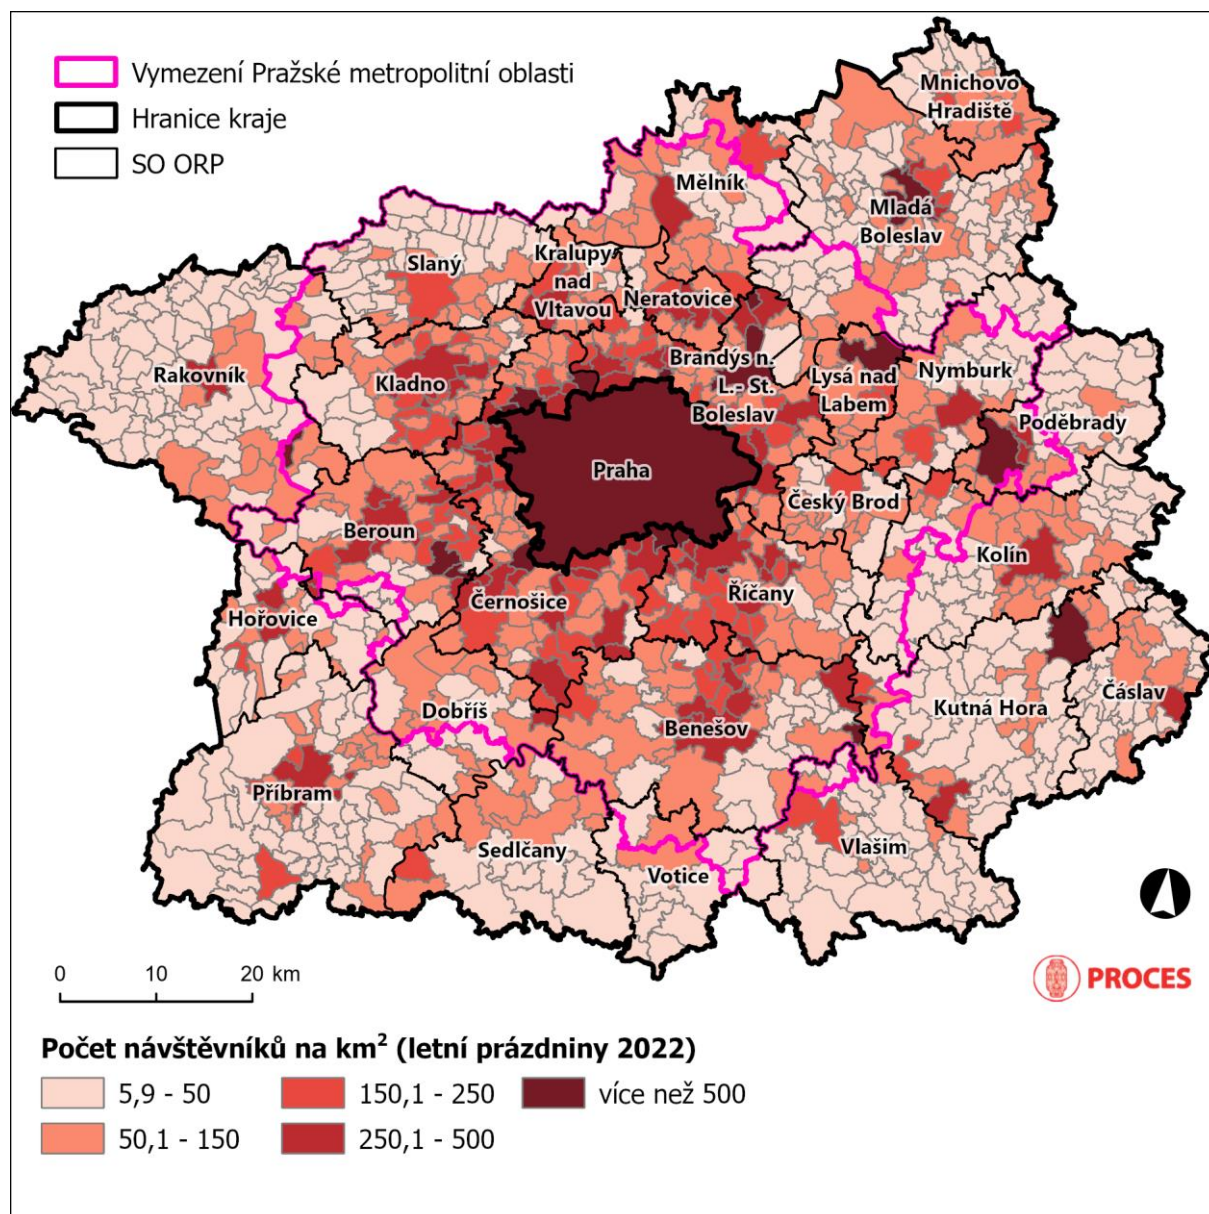 Vymezení Pražské metropolitní oblasti
Hranice kraje
SO ORP
Mnichovo
Hradiště
Mělník
Mladá
Boleslav
Slaný
Kralupy
nad
Vltavou
Neratovice
Rakovník
Kladno
Brandýs n.
L.- St.
Boleslav
Lysá nad
Labem
Nymburk
Poděbrady
Praha
Český Brod
Beroun
Kolín
Hořovice
Černošice
Říčany
Dobříš
Benešov
Kutná Hora
Čáslav
Příbram
Sedlčany
Votice
Vlašim
0 10 20 km
PROCES
Počet návštěvníků na km² (letní prázdniny 2022)
5,9 - 50
150,1 - 250
více než 500
50,1 - 150
250,1 - 500